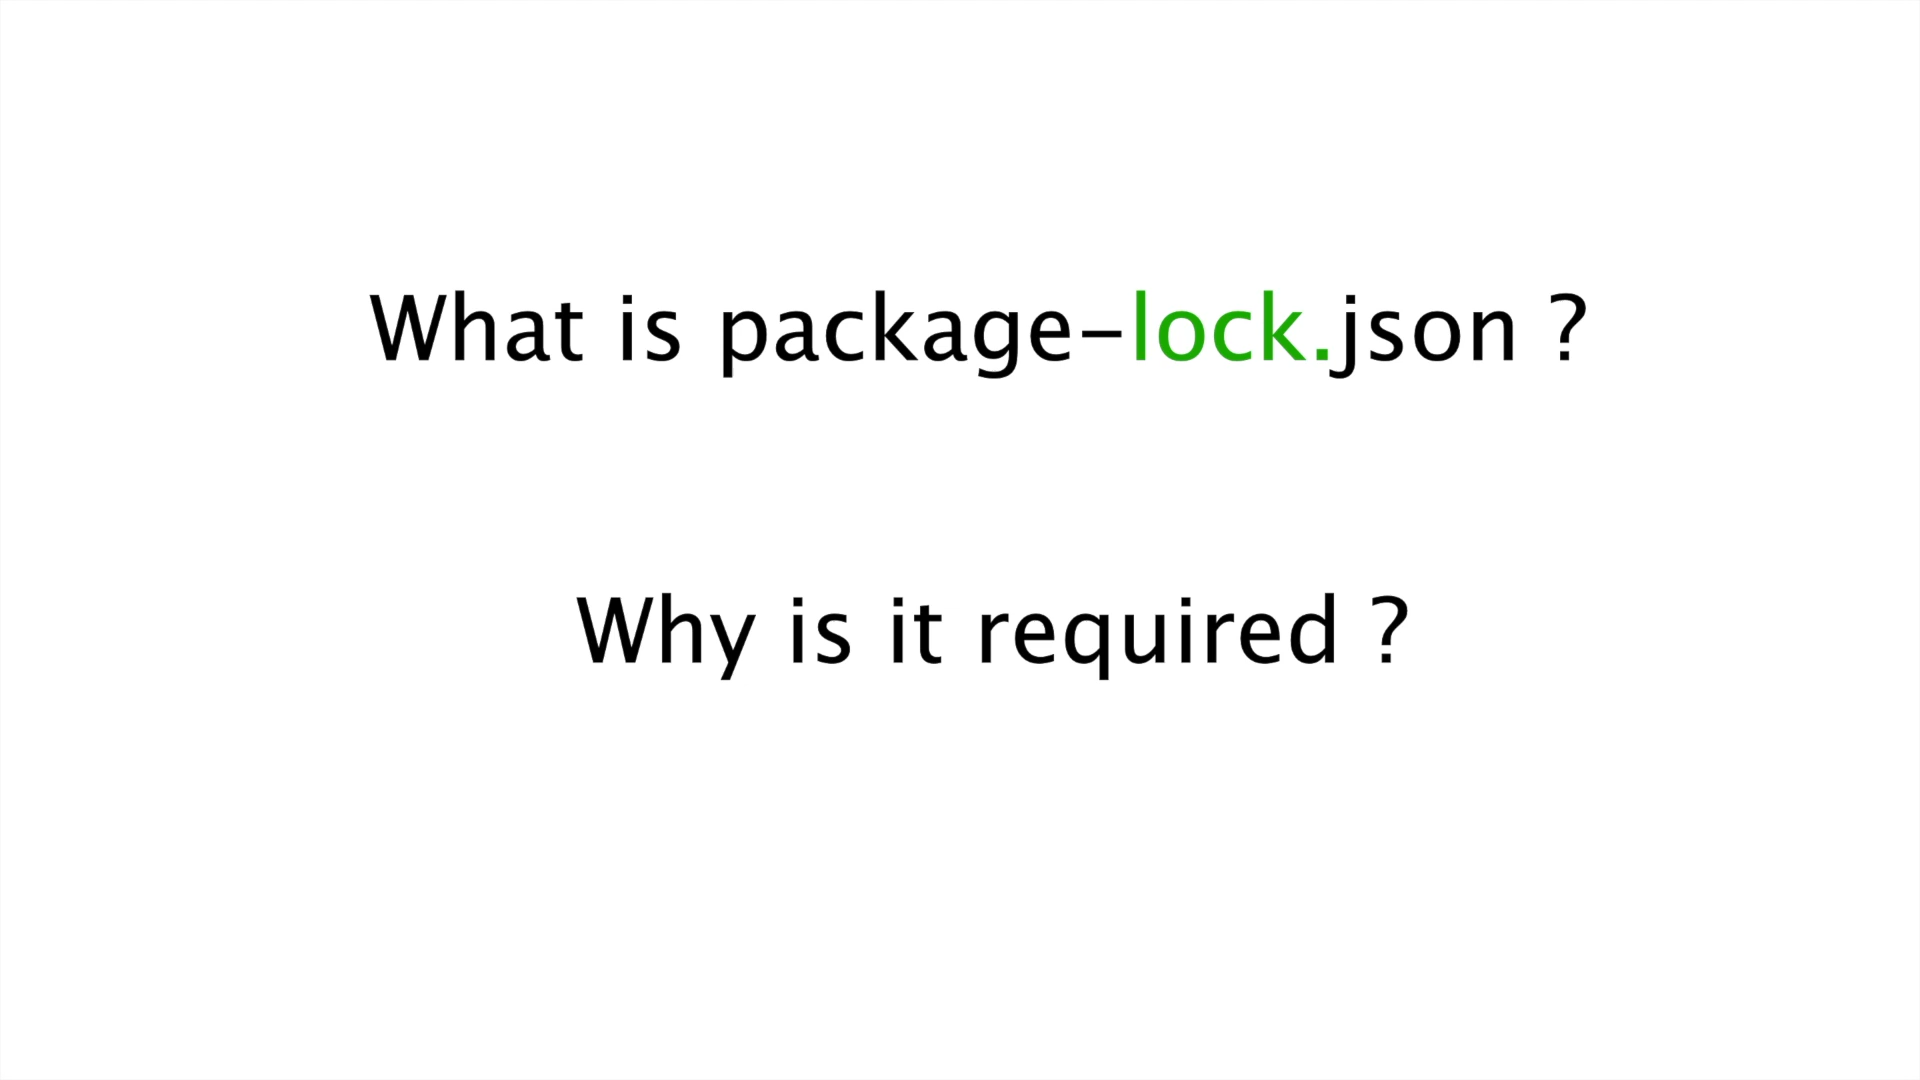 What is package-lock.json ?
Why is it required ?